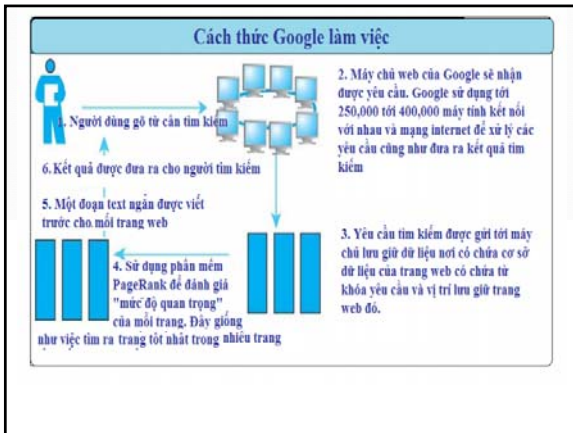 Cách thức Google làm việc
1. Người dùng gõ từ cần tìm kiếm
2. Máy chủ web của Google sẽ nhận
được yêu cầu. Google sử dụng tới
250,000 tới 400,000 máy tính kết nối
với nhau và mạng internet để xử lý các
yêu cầu cũng như đưa ra kết quả tìm
kiếm
3. Yêu cầu tìm kiếm được gửi tới máy
chủ lưu giữ dữ liệu nơi có chứa cơ sở
dữ liệu của trang web có chứa từ
khóa yêu cầu và vị trí lưu giữ trang
web đó.
4. Sử dụng phần mềm
PageRank để đánh giá
"mức độ quan trọng"
của mỗi trang. Đây giống
như việc tìm ra trang tốt nhất trong nhiều trang
5. Một đoạn text ngắn được viết
trước cho mỗi trang web
6. Kết quả được đưa ra cho người tìm kiếm